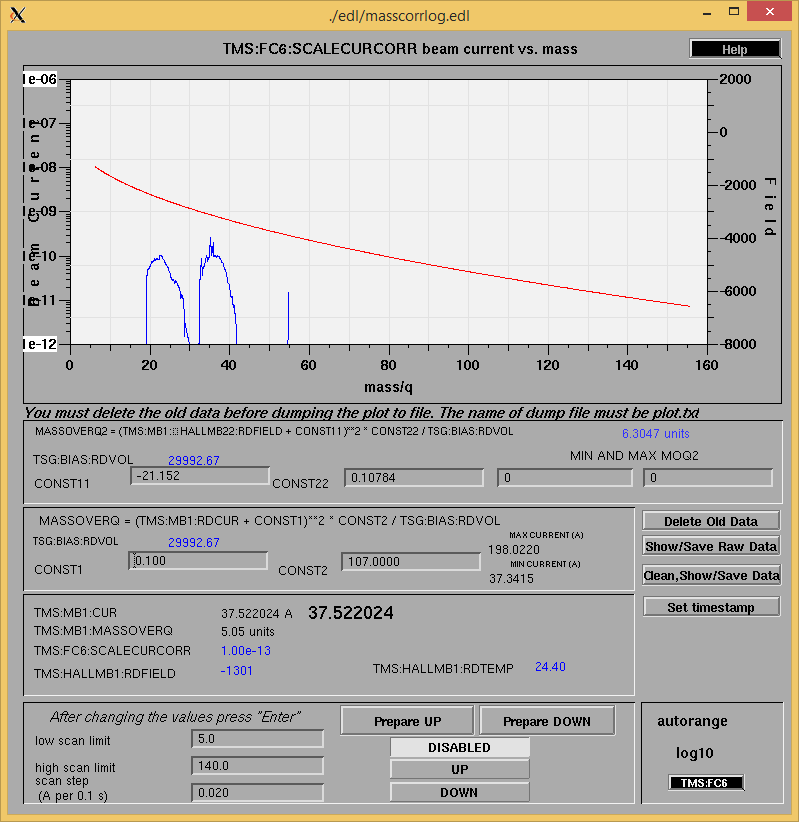 ./edl/masscorrlog.edl
TMS:FC6:SCALECURCORR beam current vs. mass
Help
1e-06
1e-07
1e-08
1e-09
1e-10
1e-11
1e-12
Beam Current
2000
0
-2000
-4000
-6000
-8000
Field
0 20 40 60 80 100 120 140 160
mass/q
You must delete the old data before dumping the plot to file. The name of dump file must be plot.txt
MASSOVERQ2 = (TMS:MB1: HALLMB22:RDFIELD + CONST11)**2 * CONST22 / TSG:BIAS:RDVOL
6.3047 units
TSG:BIAS:RDVOL 29992.67
MIN AND MAX MOQ2
CONST11 -21.152 CONST22 0.10784 0 0
MASSOVERQ = (TMS:MB1:RDCUR + CONST1)**2 * CONST2 / TSG:BIAS:RDVOL
TSG:BIAS:RDVOL 29992.67
MAX CURRENT (A)
198.0220
CONST1 0.100 CONST2 107.0000
MIN CURRENT (A)
37.3415
Delete Old Data
Show/Save Raw Data
Clean,Show/Save Data
Set timestamp
TMS:MB1:CUR 37.522024 A 37.522024
TMS:MB1:MASSOVERQ 5.05 units
TMS:FC6:SCALECURCORR 1.00e-13
TMS:HALLMB1:RDFIELD -1301
TMS:HALLMB1:RDTEMP 24.40
After changing the values press "Enter"
low scan limit 5.0
high scan limit 140.0
scan step
(A per 0.1 s) 0.020
Prepare UP
Prepare DOWN
DISABLED
UP
DOWN
autorange
log10
TMS:FC6